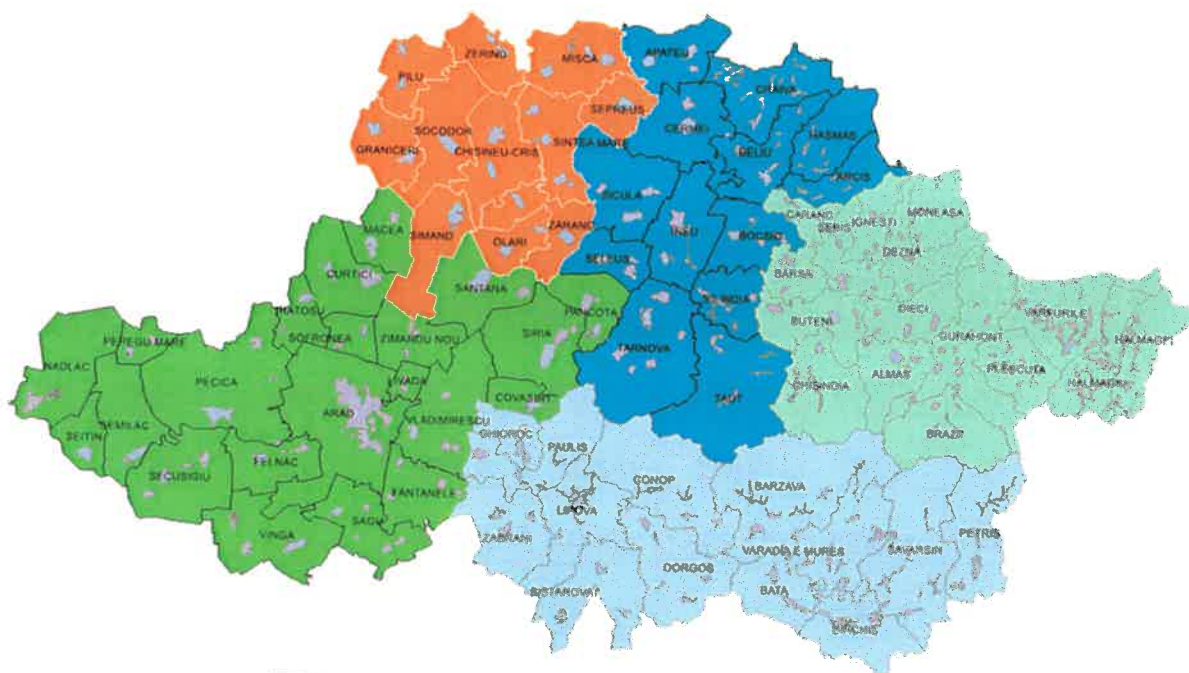 ZERIND
MISCA
APATEU
PILU
CRAIVA
SEPREUS
SOCODOR
CERMEI
HASMAS
GRANICERI
CHISINEU-CRIS
SINTEA MARE
BELIU
ARCIS
SICULA
CARAND
MONEASA
IGNESTI
SEBIS
MACEA
SIMAND
ZARAND
INEU
BOCSIG
OLARI
DEZNA
SELEUS
BARSA
CURTICI
SANTANA
IRATOS
PANCOTA
DIECI
BUTENI
VARFURILE
SIRIA
SOFRONEA
ZIMANDU NOU
GURAHONT
HALMAGEL
PEREGU MARE
TARNOVA
NADLAC
PLESCUTA
PECICA
LIVADA
ALMAS
HALMAGIU
CHISINDIA
COVASINT
TAUT
ARAD
SEMLAC
VLADIMIRESCU
SEITIN
GHIOROC
BRAZII
PAULIS
FELNAC
SECUSIGIU
CONOP
BARZAVA
FANTANELE
LIPOVA
SAGU
PETRIS
VINGA
ZABRANI
VARADIA E MURES
SAVARSIN
DORGOS
BATA
BISTANOVAT
BIRCHIS